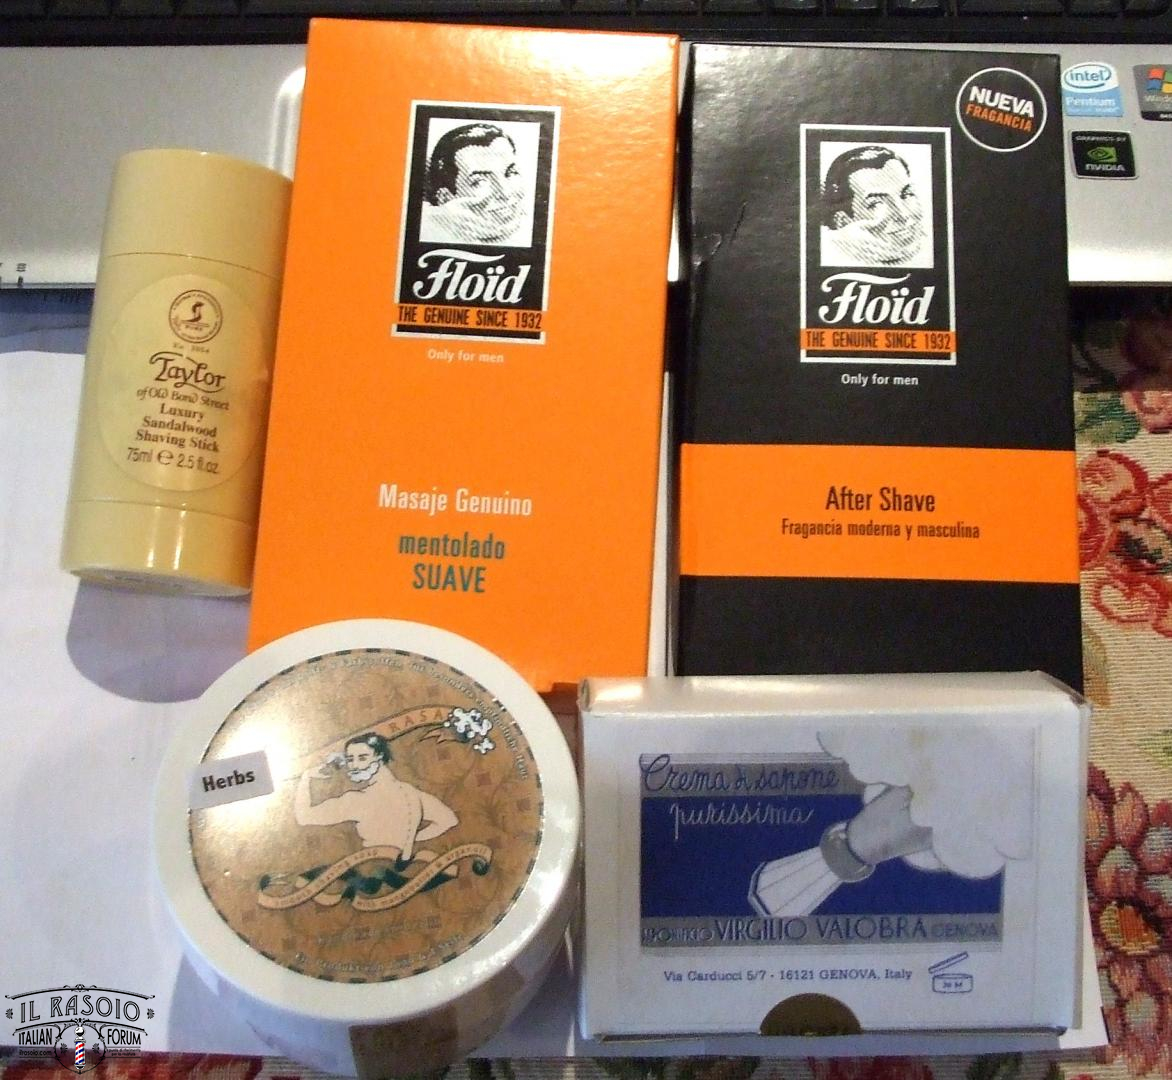 intel
Pentium
Windows
GRAPHICS BY
NVIDIA
NUEVA
FRAGANCIA
Floïd
THE GENUINE SINCE 1932
Only for men
Masaje Genuino
mentolado
SUAVE
Floïd
THE GENUINE SINCE 1932
Only for men
After Shave
Fragancia moderna y masculina
Taylor
of Old Bond Street
Luxury
Sandalwood
Shaving Stick
75ml e 2.5 fl.oz.
RASA
Herbs
Crema di sapone
purissima
VIRGILIO VALOBRA GENOVA
Via Carducci 5/7 - 16121 GENOVA, Italy
IL RASOIO
ITALIAN FORUM